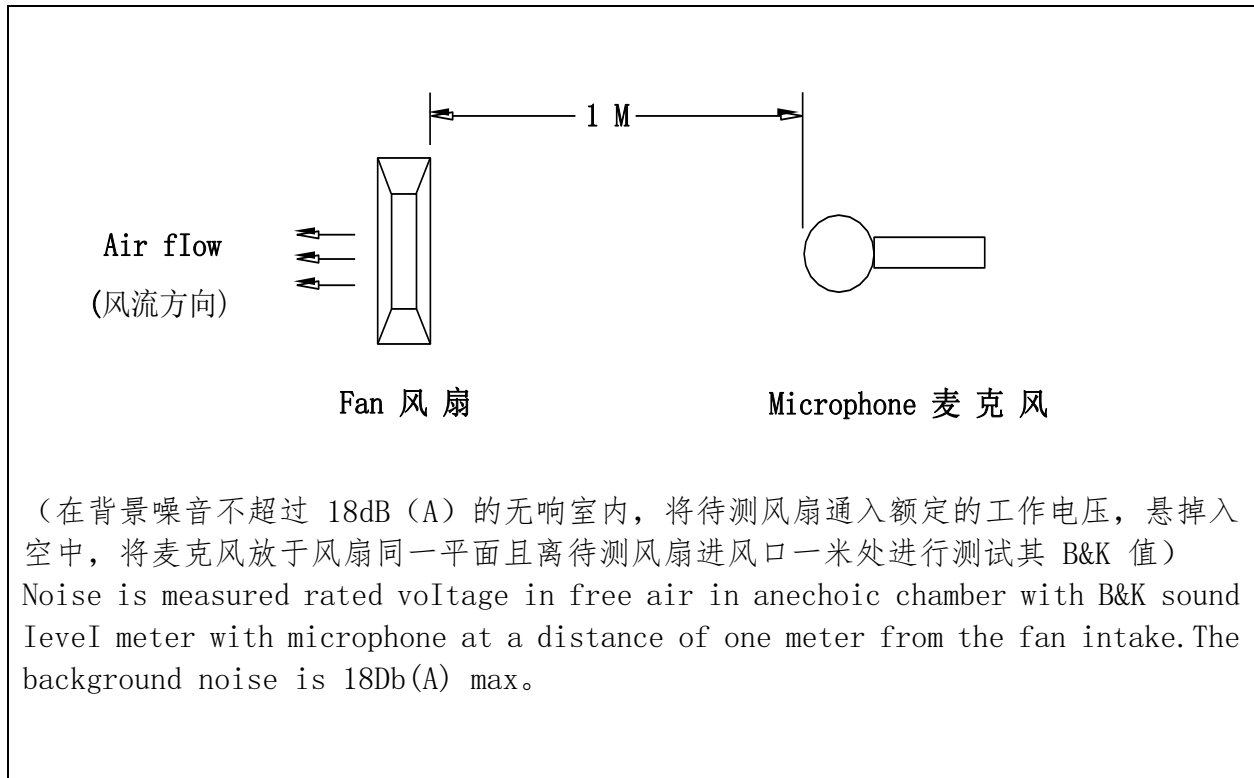 1 M
Air fIow
(风流方向)
Fan 风 扇
Microphone 麦 克 风
（在背景噪音不超过 18dB（A）的无响室内，将待测风扇通入额定的工作电压，悬掉入
空中，将麦克风放于风扇同一平面且离待测风扇进风口一米处进行测试其 B&K 值）
Noise is measured rated voItage in free air in anechoic chamber with B&K sound
IeveI meter with microphone at a distance of one meter from the fan intake.The
background noise is 18Db(A) max。